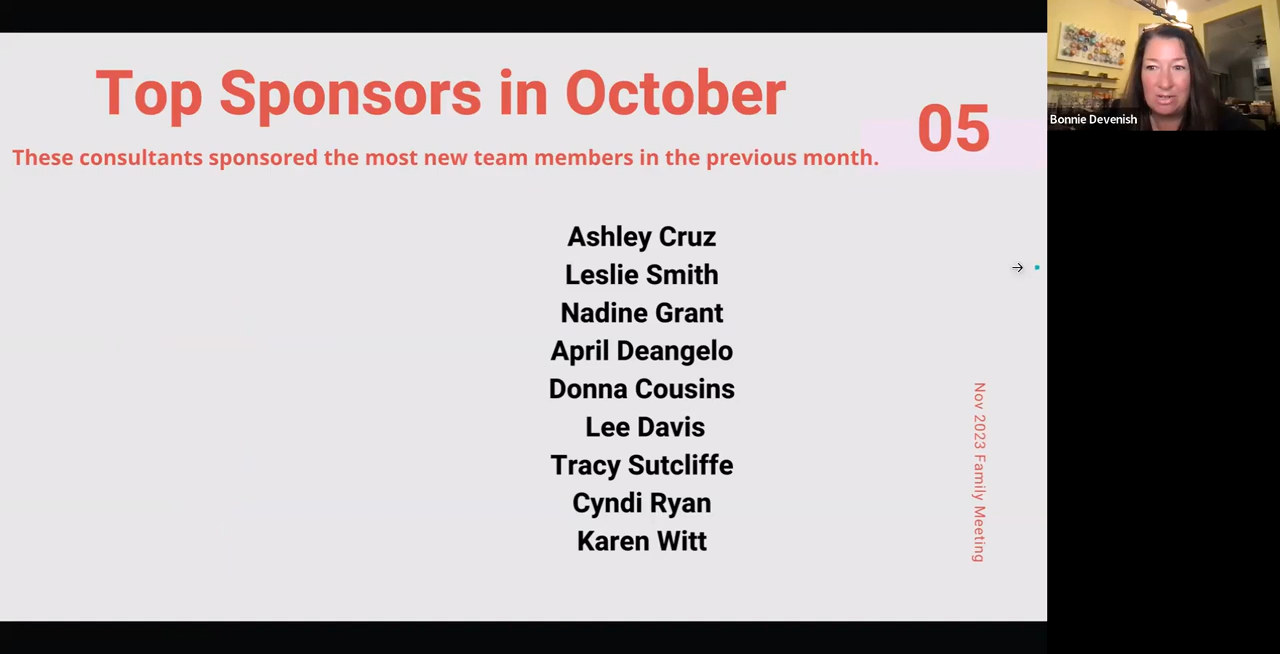 Top Sponsors in October
05
These consultants sponsored the most new team members in the previous month.
Ashley Cruz
Leslie Smith
Nadine Grant
April Deangelo
Donna Cousins
Lee Davis
Tracy Sutcliffe
Cyndi Ryan
Karen Witt
Nov 2023 Family Meeting
Bonnie Devenish